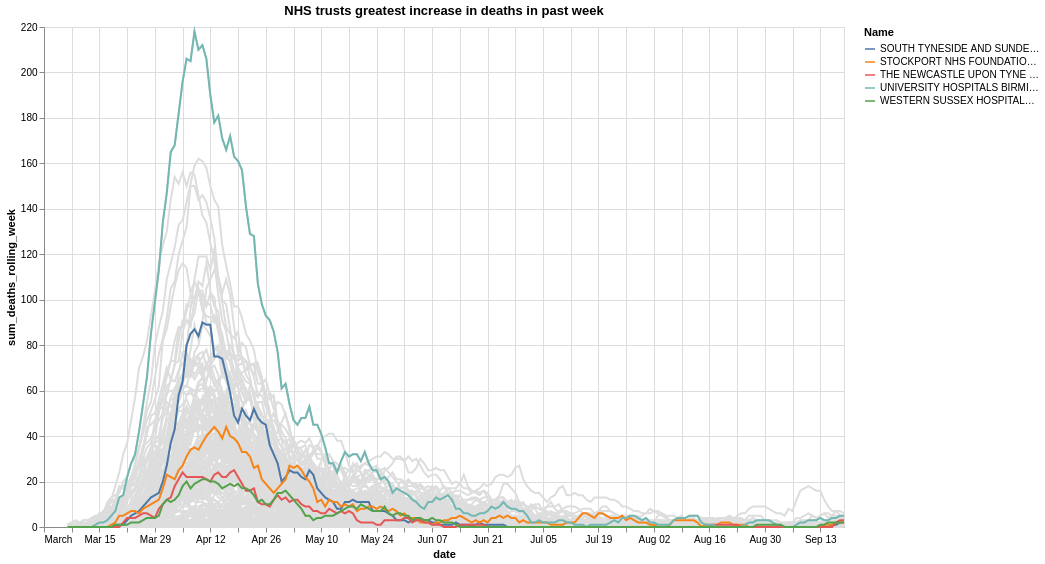 NHS trusts greatest increase in deaths in past week
Name
SOUTH TYNESIDE AND SUNDE…
STOCKPORT NHS FOUNDATIO…
THE NEWCASTLE UPON TYNE …
UNIVERSITY HOSPITALS BIRMI…
WESTERN SUSSEX HOSPITAL…
sum_deaths_rolling_week
220
200
180
160
140
120
100
80
60
40
20
0
March Mar 15 Mar 29 Apr 12 Apr 26 May 10 May 24 Jun 07 Jun 21 Jul 05 Jul 19 Aug 02 Aug 16 Aug 30 Sep 13
date